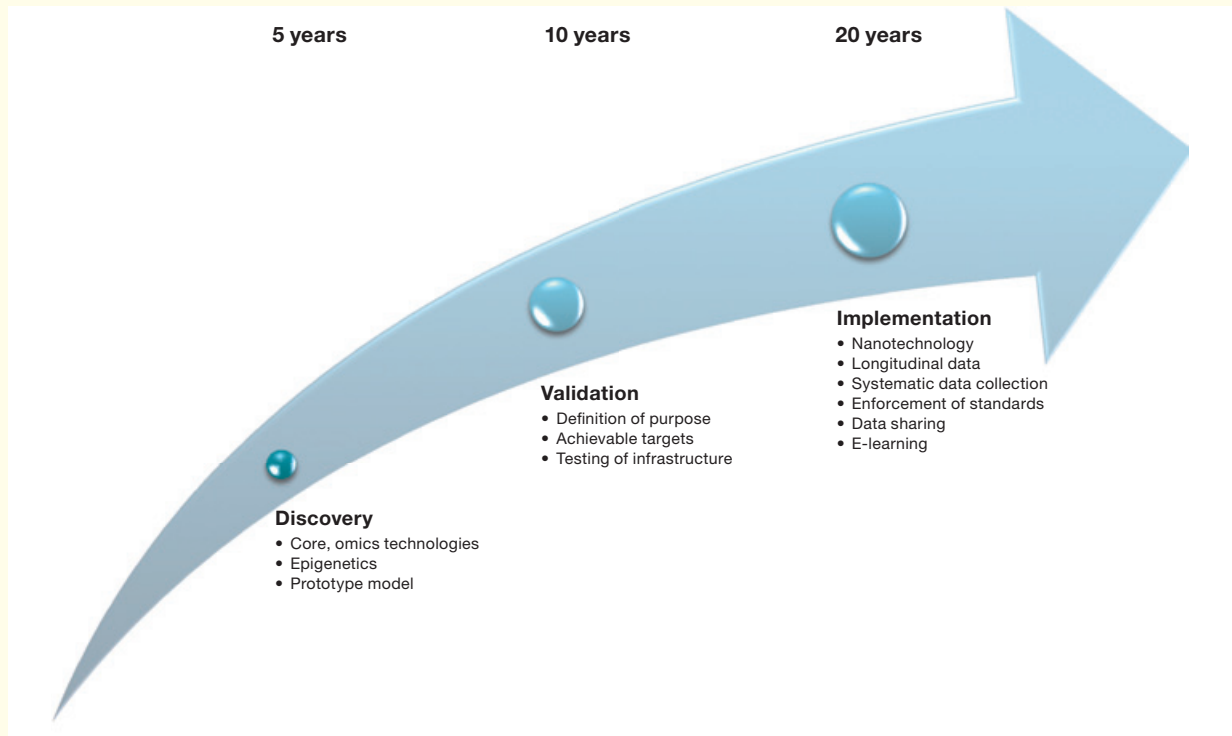 5 years
10 years
20 years
Implementation
• Nanotechnology
• Longitudinal data
• Systematic data collection
• Enforcement of standards
• Data sharing
• E-learning
Validation
• Definition of purpose
• Achievable targets
• Testing of infrastructure
Discovery
• Core, omics technologies
• Epigenetics
• Prototype model